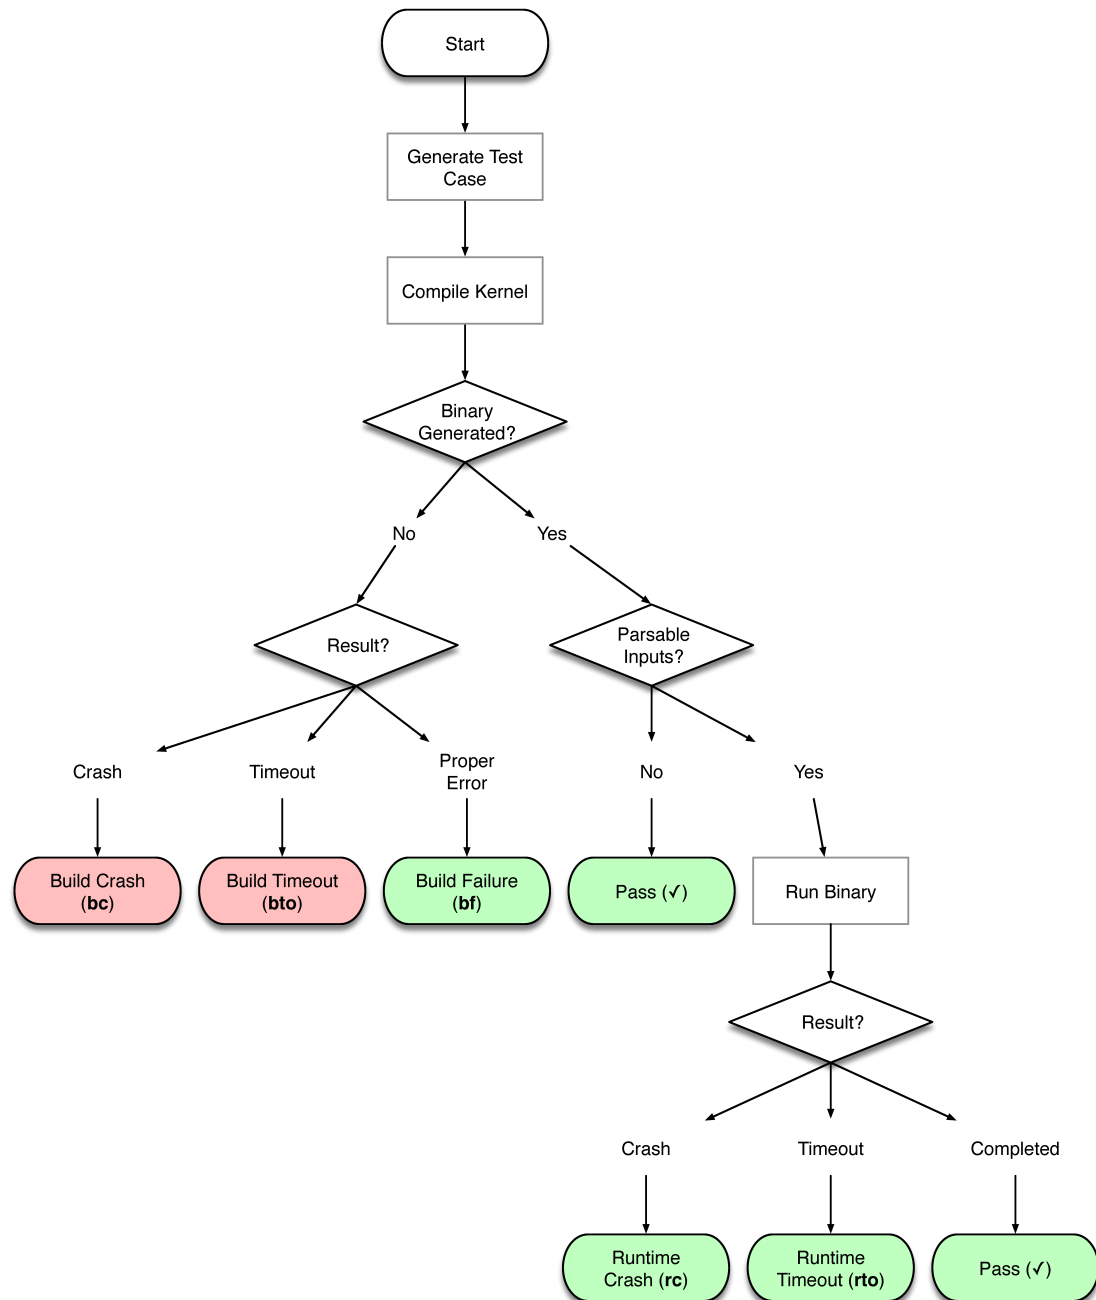 Start
Generate Test
Case
Compile Kernel
Binary
Generated?
No
Yes
Result?
Parsable
Inputs?
Crash
Timeout
Proper
Error
No
Yes
Build Crash
(bc)
Build Timeout
(bto)
Build Failure
(bf)
Pass (✓)
Run Binary
Result?
Crash
Timeout
Completed
Runtime
Crash (rc)
Runtime
Timeout (rto)
Pass (✓)